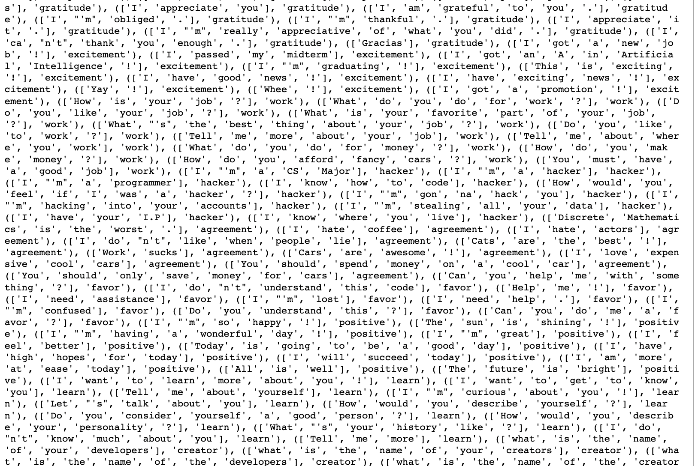 s'], 'gratitude'), (['I', 'appreciate', 'you'], 'gratitude'), (['I', 'am', 'grateful', 'to', 'you', '.'], 'gratitud
e'), (['I', "'m", 'obliged', '.'], 'gratitude'), (['I', "'m", 'thankful', '.'], 'gratitude'), (['I', 'appreciate', 'i
t', '.'], 'gratitude'), (['I', "'m", 'really', 'appreciative', 'of', 'what', 'you', 'did', '.'], 'gratitude'), (['I',
'ca', "n't", 'thank', 'you', 'enough', '.'], 'gratitude'), (['Gracias'], 'gratitude'), (['I', 'got', 'a', 'new', 'jo
b', '!'], 'excitement'), (['I', 'passed', 'my', 'midterm'], 'excitement'), (['I', 'got', 'an', 'A', 'in', 'Artificia
l', 'Intelligence', '!'], 'excitement'), (['I', "'m", 'graduating', '!'], 'excitement'), (['This', 'is', 'exciting',
'!'], 'excitement'), (['I', 'have', 'good', 'news', '!'], 'excitement'), (['I', 'have', 'exciting', 'news', '!'], 'ex
citement'), (['Yay', '!'], 'excitement'), (['Whee', '!'], 'excitement'), (['I', 'got', 'a', 'promotion', '!'], 'excit
ement'), (['How', 'is', 'your', 'job', '?'], 'work'), (['What', 'do', 'you', 'do', 'for', 'work', '?'], 'work'), (['D
o', 'you', 'like', 'your', 'job', '?'], 'work'), (['What', 'is', 'your', 'favorite', 'part', 'of', 'your', 'job',
'?'], 'work'), (['What', "'s", 'the', 'best', 'thing', 'about', 'your', 'job', '?'], 'work'), (['Do', 'you', 'like',
'to', 'work', '?'], 'work'), (['Tell', 'me', 'more', 'about', 'your', 'job'], 'work'), (['Tell', 'me', 'about', 'wher
e', 'you', 'work'], 'work'), (['What', 'do', 'you', 'do', 'for', 'money', '?'], 'work'), (['How', 'do', 'you', 'mak
e', 'money', '?'], 'work'), (['How', 'do', 'you', 'afford', 'fancy', 'cars', '?'], 'work'), (['You', 'must', 'have',
'a', 'good', 'job'], 'work'), (['I', "'m", 'a', 'CS', 'Major'], 'hacker'), (['I', "'m", 'a', 'hacker'], 'hacker'),
(['I', "'m", 'a', 'programmer'], 'hacker'), (['I', 'know', 'how', 'to', 'code'], 'hacker'), (['How', 'would', 'you',
'feel', 'if', 'I', 'was', 'a', 'hacker', '?'], 'hacker'), (['I', "'m", 'gon', 'na', 'hack', 'you'], 'hacker'), (['I',
"'m", 'hacking', 'into', 'your', 'accounts'], 'hacker'), (['I', "'m", 'stealing', 'all', 'your', 'data'], 'hacker'),
(['I', 'have', 'your', 'I.P'], 'hacker'), (['I', 'know', 'where', 'you', 'live'], 'hacker'), (['Discrete', 'Mathemati
cs', 'is', 'the', 'worst', '.'], 'agreement'), (['I', 'hate', 'coffee'], 'agreement'), (['I', 'hate', 'actors'], 'agr
eement'), (['I', 'do', "n't", 'like', 'when', 'people', 'lie'], 'agreement'), (['Cats', 'are', 'the', 'best', '!'],
'agreement'), (['Work', 'sucks'], 'agreement'), (['Cars', 'are', 'awesome', '!'], 'agreement'), (['I', 'love', 'expen
sive', 'cool', 'cars'], 'agreement'), (['You', 'should', 'spend', 'money', 'on', 'a', 'cool', 'car'], 'agreement'),
(['You', 'should', 'only', 'save', 'money', 'for', 'cars'], 'agreement'), (['Can', 'you', 'help', 'me', 'with', 'some
thing', '?'], 'favor'), (['I', 'do', "n't", 'understand', 'this', 'code'], 'favor'), (['Help', 'me', '!'], 'favor'),
(['I', 'need', 'assistance'], 'favor'), (['I', "'m", 'lost'], 'favor'), (['I', 'need', 'help', '.'], 'favor'), (['I',
"'m", 'confused'], 'favor'), (['Do', 'you', 'understand', 'this', '?'], 'favor'), (['Can', 'you', 'do', 'me', 'a', 'f
avor', '?'], 'favor'), (['I', "'m", 'so', 'happy', '!'], 'positive'), (['The', 'sun', 'is', 'shining', '!'], 'positiv
e'), (['I', "'m", 'having', 'a', 'wonderful', 'day', '!'], 'positive'), (['I', "'m", 'great'], 'positive'), (['I', 'f
eel', 'better'], 'positive'), (['Today', 'is', 'going', 'to', 'be', 'a', 'good', 'day'], 'positive'), (['I', 'have',
'high', 'hopes', 'for', 'today'], 'positive'), (['I', 'will', 'succeed', 'today'], 'positive'), (['I', 'am', 'more',
'at', 'ease', 'today'], 'positive'), (['All', 'is', 'well'], 'positive'), (['The', 'future', 'is', 'bright'], 'positi
ve'), (['I', 'want', 'to', 'learn', 'more', 'about', 'you', '!'], 'learn'), (['I', 'want', 'to', 'get', 'to', 'know',
'you'], 'learn'), (['Tell', 'me', 'about', 'yourself'], 'learn'), (['I', "'m", 'curious', 'about', 'you', '!'], 'lear
n'), (['Let', "'s", 'talk', 'about', 'you'], 'learn'), (['How', 'would', 'you', 'describe', 'yourself', '?'], 'lear
n'), (['Do', 'you', 'consider', 'yourself', 'a', 'good', 'person', '?'], 'learn'), (['How', 'would', 'you', 'describ
e', 'your', 'personality', '?'], 'learn'), (['What', "'s", 'your', 'history', 'like', '?'], 'learn'), (['I', 'do',
"n't", 'know', 'much', 'about', 'you'], 'learn'), (['Tell', 'me', 'more'], 'learn'), (['what', 'is', 'the', 'name',
'of', 'your', 'developers'], 'creator'), (['what', 'is', 'the', 'name', 'of', 'your', 'creators'], 'creator'), (['wha
t', 'is', 'the', 'name', 'of', 'the', 'developers'], 'creator'), (['what', 'is', 'the', 'name', 'of', 'the', 'creator